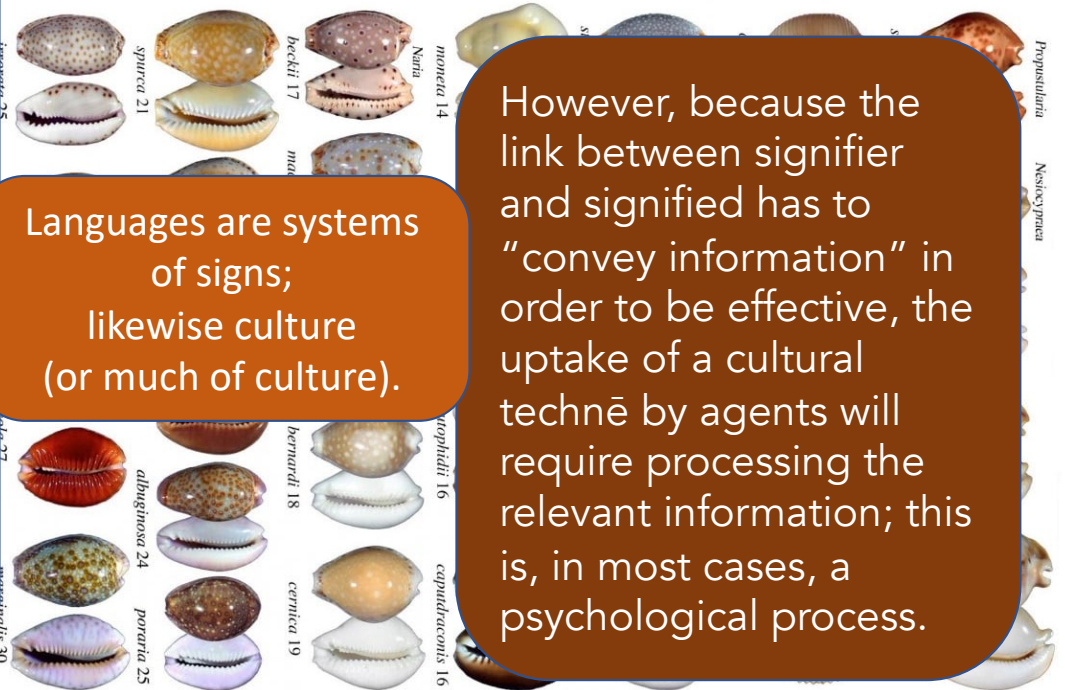 Languages are systems
of signs;
likewise culture
(or much of culture).
However, because the
link between signifier
and signified has to
“convey information” in
order to be effective, the
uptake of a cultural
technē by agents will
require processing the
relevant information; this
is, in most cases, a
psychological process.
spurca 21
beckii 17
Naria
moneta 14
Propustularia
Nesiocypraea
albuginosa 24
poraria 25
bernardi 18
cernica 19
caputdraconis 16